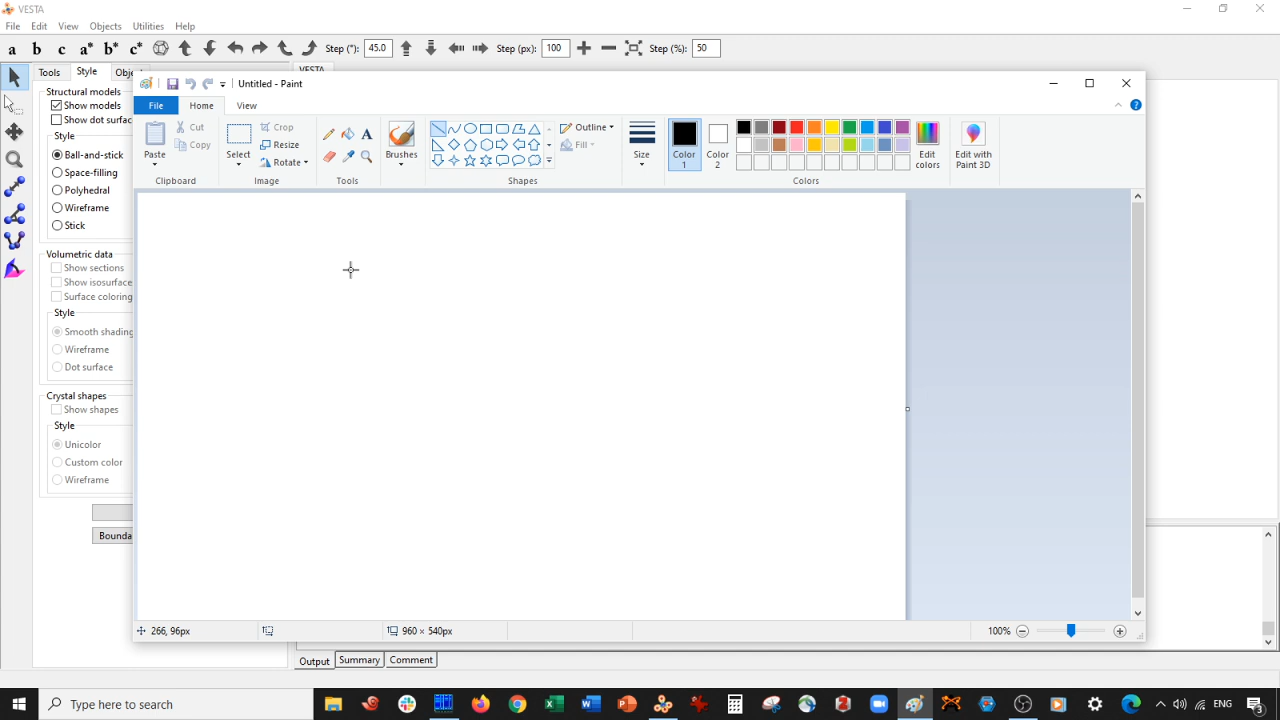 VESTA
File Edit View Objects Utilities Help
a b c a* b* c* Step (°): 45.0 Step (px): 100 Step (%): 50
Tools Style Obj VESTA
Untitled - Paint
File Home View
Structural models
Show models
Show dot surfac
Style
Ball-and-stick
Space-filling
Polyhedral
Wireframe
Stick
Volumetric data
Show sections
Show isosurface
Surface coloring
Style
Smooth shading
Wireframe
Dot surface
Crystal shapes
Show shapes
Style
Unicolor
Custom color
Wireframe
Bounda
Paste Cut Copy
Clipboard
Select Crop Resize Rotate
Image
A
Tools
Brushes
Outline
Fill
Shapes
Size
Color 1
Color 2
Edit colors
Edit with Paint 3D
Colors
266, 96px 960 × 540px 100%
Output Summary Comment
Type here to search ENG 3